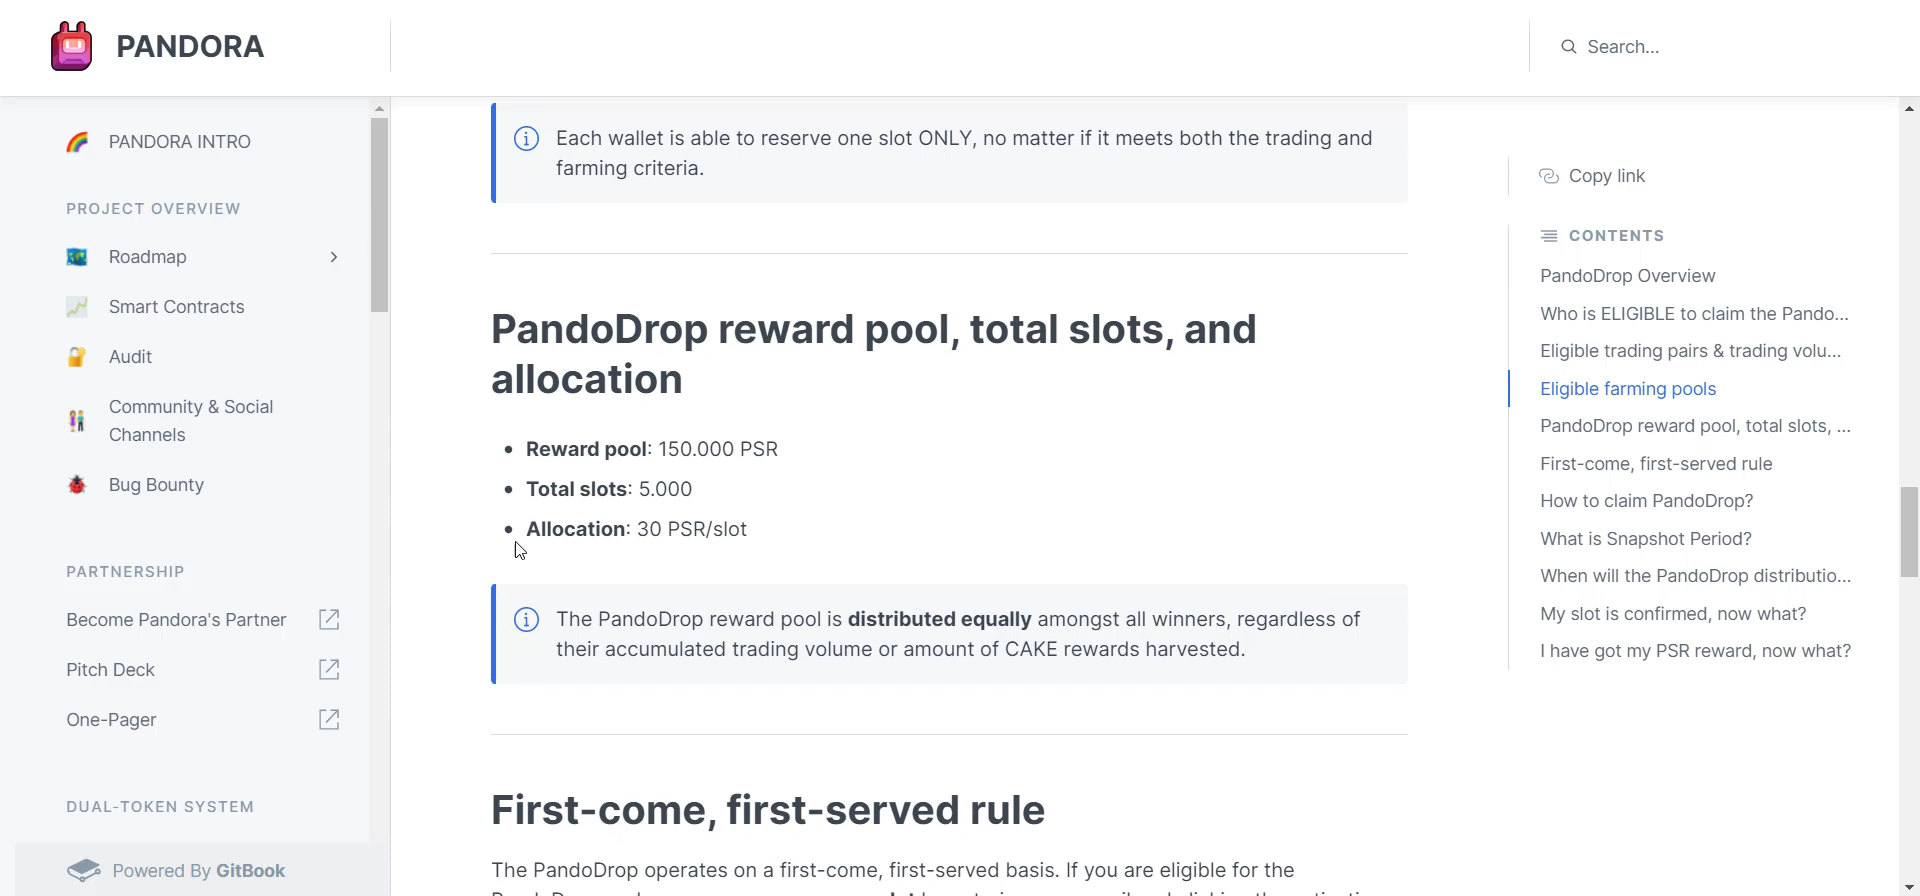 PANDORA
Search...
PANDORA INTRO
PROJECT OVERVIEW
Roadmap
Smart Contracts
Audit
Community & Social
Channels
Bug Bounty
PARTNERSHIP
Become Pandora's Partner
Pitch Deck
One-Pager
DUAL-TOKEN SYSTEM
Powered By GitBook
Each wallet is able to reserve one slot ONLY, no matter if it meets both the trading and
farming criteria.
PandoDrop reward pool, total slots, and
allocation
• Reward pool: 150.000 PSR
• Total slots: 5.000
• Allocation: 30 PSR/slot
The PandoDrop reward pool is distributed equally amongst all winners, regardless of
their accumulated trading volume or amount of CAKE rewards harvested.
First-come, first-served rule
The PandoDrop operates on a first-come, first-served basis. If you are eligible for the
Copy link
CONTENTS
PandoDrop Overview
Who is ELIGIBLE to claim the Pando...
Eligible trading pairs & trading volu...
Eligible farming pools
PandoDrop reward pool, total slots, ...
First-come, first-served rule
How to claim PandoDrop?
What is Snapshot Period?
When will the PandoDrop distributio...
My slot is confirmed, now what?
I have got my PSR reward, now what?